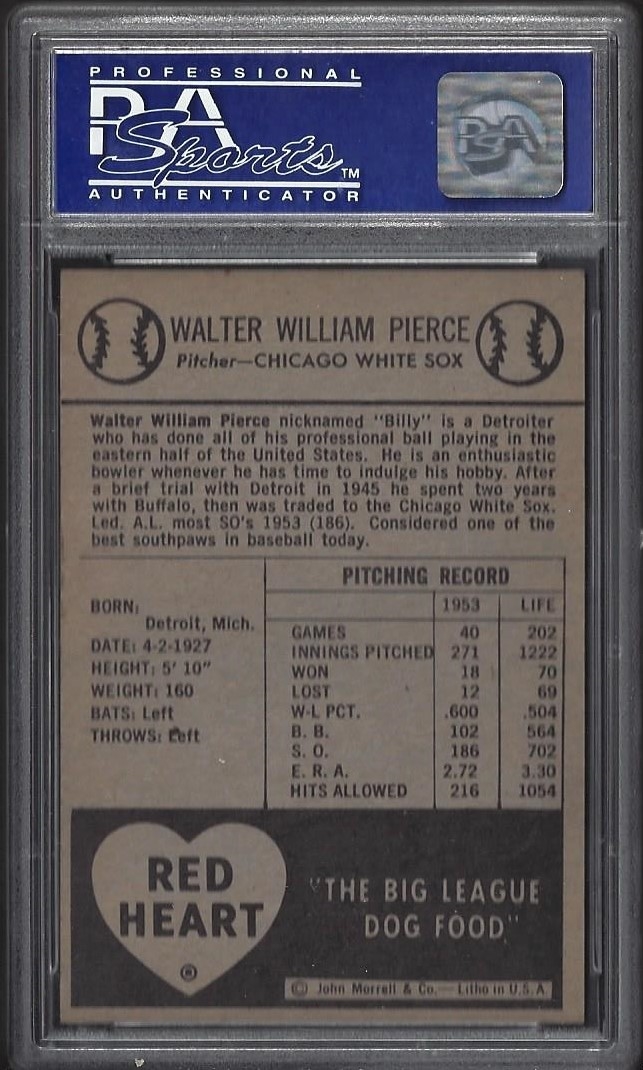 PROFESSIONAL
PSA
Sports™
AUTHENTICATOR
PSA
WALTER WILLIAM PIERCE
Pitcher—CHICAGO WHITE SOX
Walter William Pierce nicknamed "Billy" is a Detroiter
who has done all of his professional ball playing in the
eastern half of the United States. He is an enthusiastic
bowler whenever he has time to indulge his hobby. After
a brief trial with Detroit in 1945 he spent two years
with Buffalo, then was traded to the Chicago White Sox.
Led. A.L. most SO's 1953 (186). Considered one of the
best southpaws in baseball today.
BORN:
Detroit, Mich.
DATE: 4-2-1927
HEIGHT: 5' 10"
WEIGHT: 160
BATS: Left
THROWS: Left
PITCHING RECORD
1953 LIFE
GAMES 40 202
INNINGS PITCHED 271 1222
WON 18 70
LOST 12 69
W-L PCT. .600 .504
B. B. 102 564
S. O. 186 702
E. R. A. 2.72 3.30
HITS ALLOWED 216 1054
RED
HEART
®
"THE BIG LEAGUE
DOG FOOD"
© John Morrell & Co.— Litho in U.S.A.